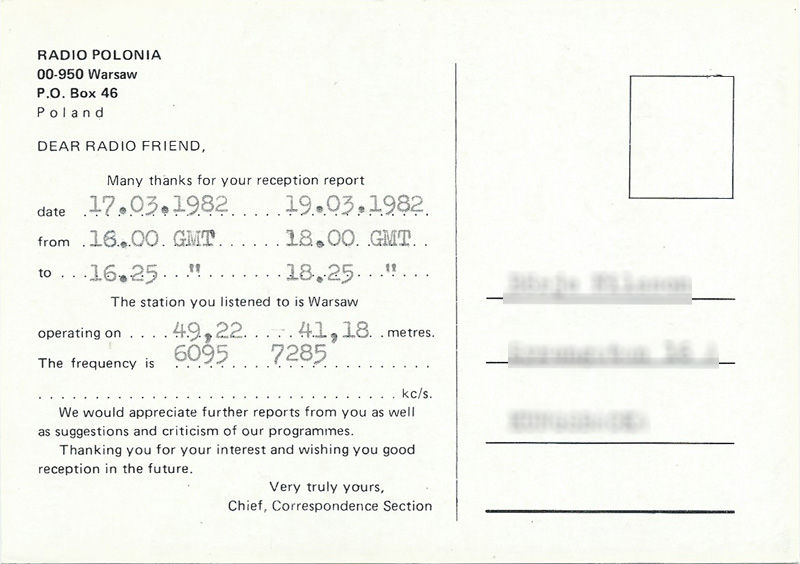 RADIO POLONIA
00-950 Warsaw
P.O. Box 46
Poland
DEAR RADIO FRIEND,
Many thanks for your reception report
date 17.03.1982 19.03.1982
from 16.00 GMT 18.00 GMT
to 16.25 " 18.25 "
The station you listened to is Warsaw
operating on 49,22 41,18 metres.
The frequency is 6095 7285
kc/s.
We would appreciate further reports from you as well
as suggestions and criticism of our programmes.
Thanking you for your interest and wishing you good
reception in the future.
Very truly yours,
Chief, Correspondence Section